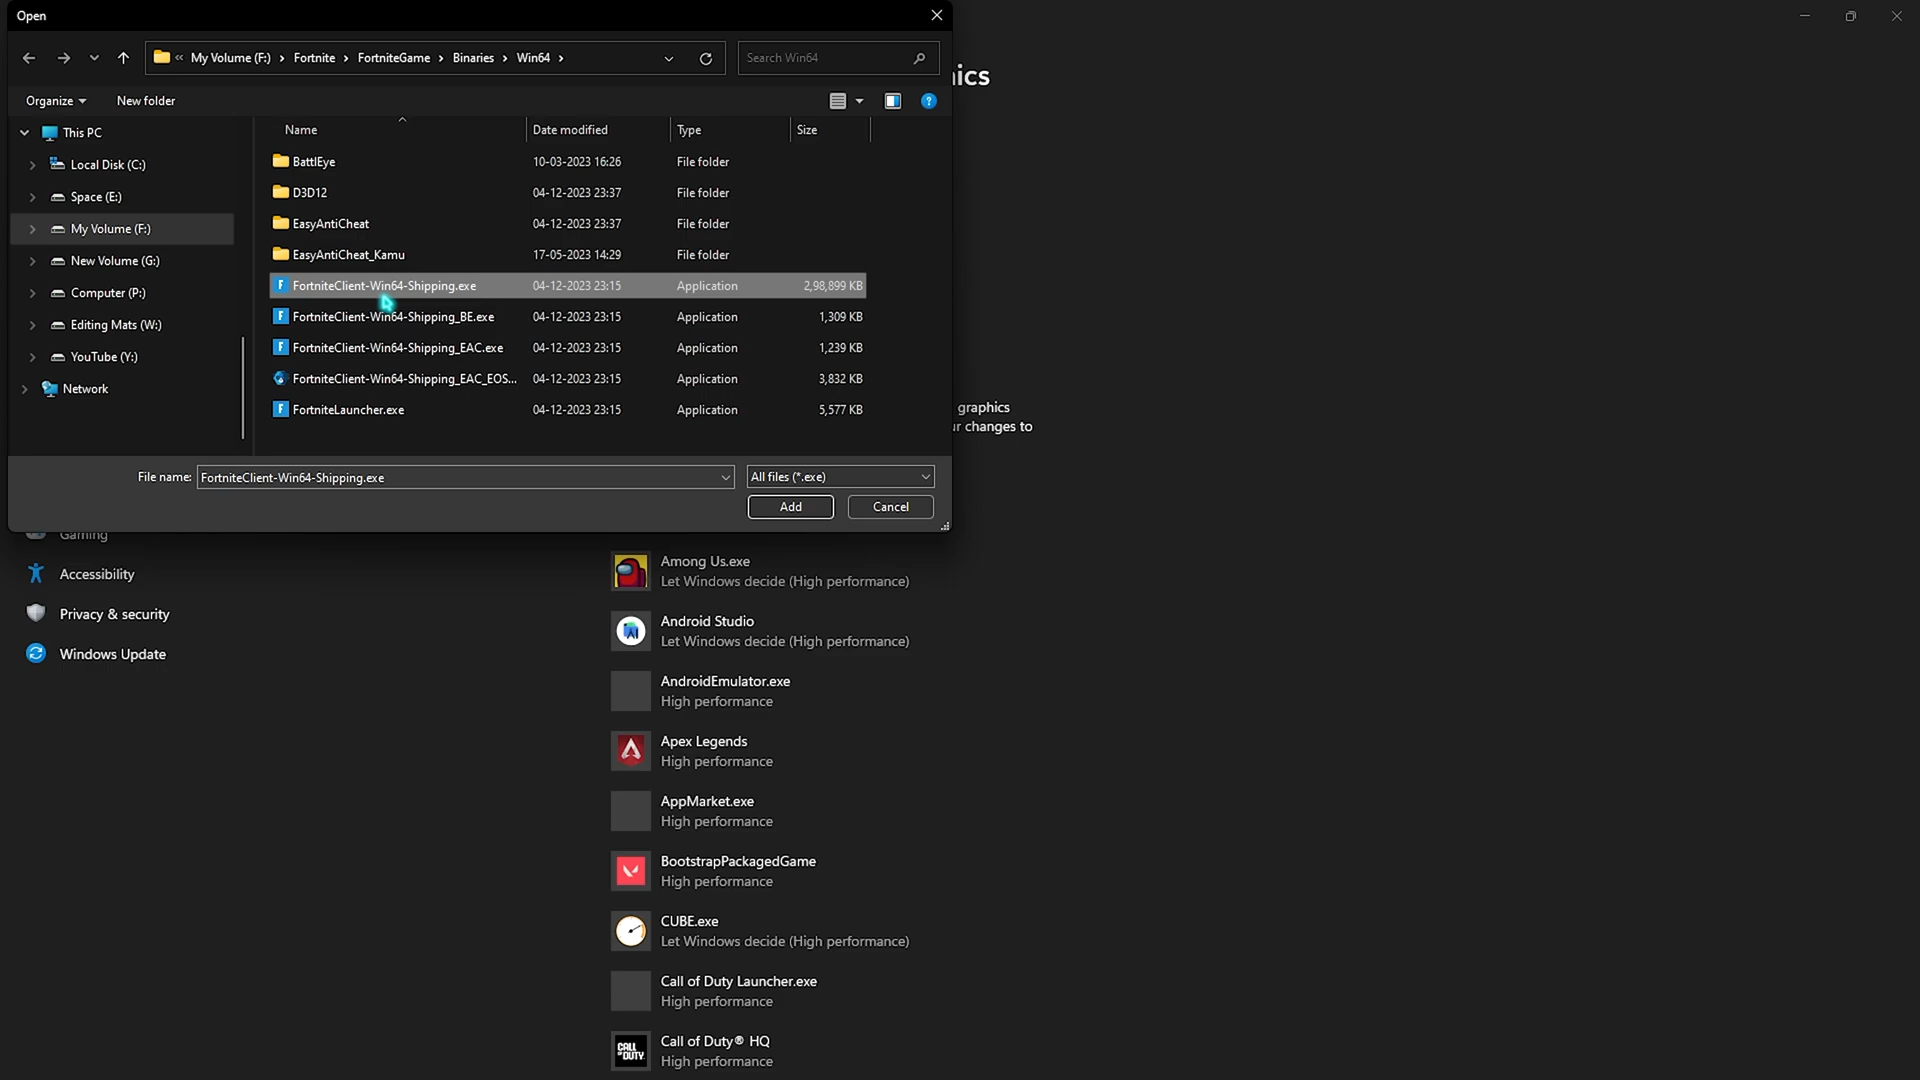 Open
My Volume (F:) Fortnite FortniteGame Binaries Win64
Search Win64
ics
Organize
New folder
Name
Date modified
Type
Size
This PC
Local Disk (C:)
Space (E:)
My Volume (F:)
New Volume (G:)
Computer (P:)
Editing Mats (W:)
YouTube (Y:)
Network
BattlEye 10-03-2023 16:26 File folder
D3D12 04-12-2023 23:37 File folder
EasyAntiCheat 04-12-2023 23:37 File folder
EasyAntiCheat_Kamu 17-05-2023 14:29 File folder
FortniteClient-Win64-Shipping.exe 04-12-2023 23:15 Application 2,98,899 KB
FortniteClient-Win64-Shipping_BE.exe 04-12-2023 23:15 Application 1,309 KB
FortniteClient-Win64-Shipping_EAC.exe 04-12-2023 23:15 Application 1,239 KB
FortniteClient-Win64-Shipping_EAC_EOS... 04-12-2023 23:15 Application 3,832 KB
FortniteLauncher.exe 04-12-2023 23:15 Application 5,577 KB
graphics
ur changes to
File name: FortniteClient-Win64-Shipping.exe
All files (*.exe)
Add
Cancel
Gaming
Accessibility
Privacy & security
Windows Update
Among Us.exe
Let Windows decide (High performance)
Android Studio
Let Windows decide (High performance)
AndroidEmulator.exe
High performance
Apex Legends
High performance
AppMarket.exe
High performance
BootstrapPackagedGame
High performance
CUBE.exe
Let Windows decide (High performance)
Call of Duty Launcher.exe
High performance
CALL OF DUTY
Call of Duty® HQ
High performance